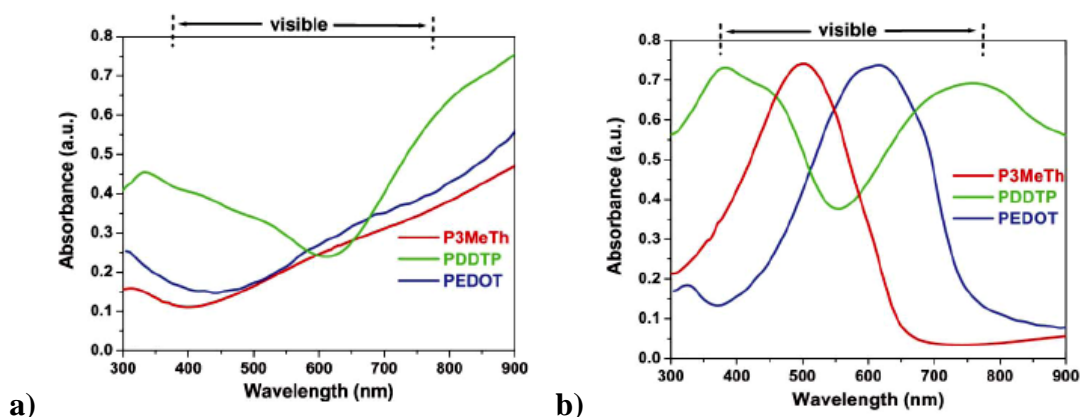 visible
0.8
0.7
0.6
0.5
0.4
0.3
0.2
0.1
0.0
Absorbance (a.u.)
P3MeTh
PDDTP
PEDOT
300 400 500 600 700 800 900
Wavelength (nm)
a)
visible
0.8
0.7
0.6
0.5
0.4
0.3
0.2
0.1
0.0
Absorbance (a.u.)
P3MeTh
PDDTP
PEDOT
300 400 500 600 700 800 900
Wavelength (nm)
b)